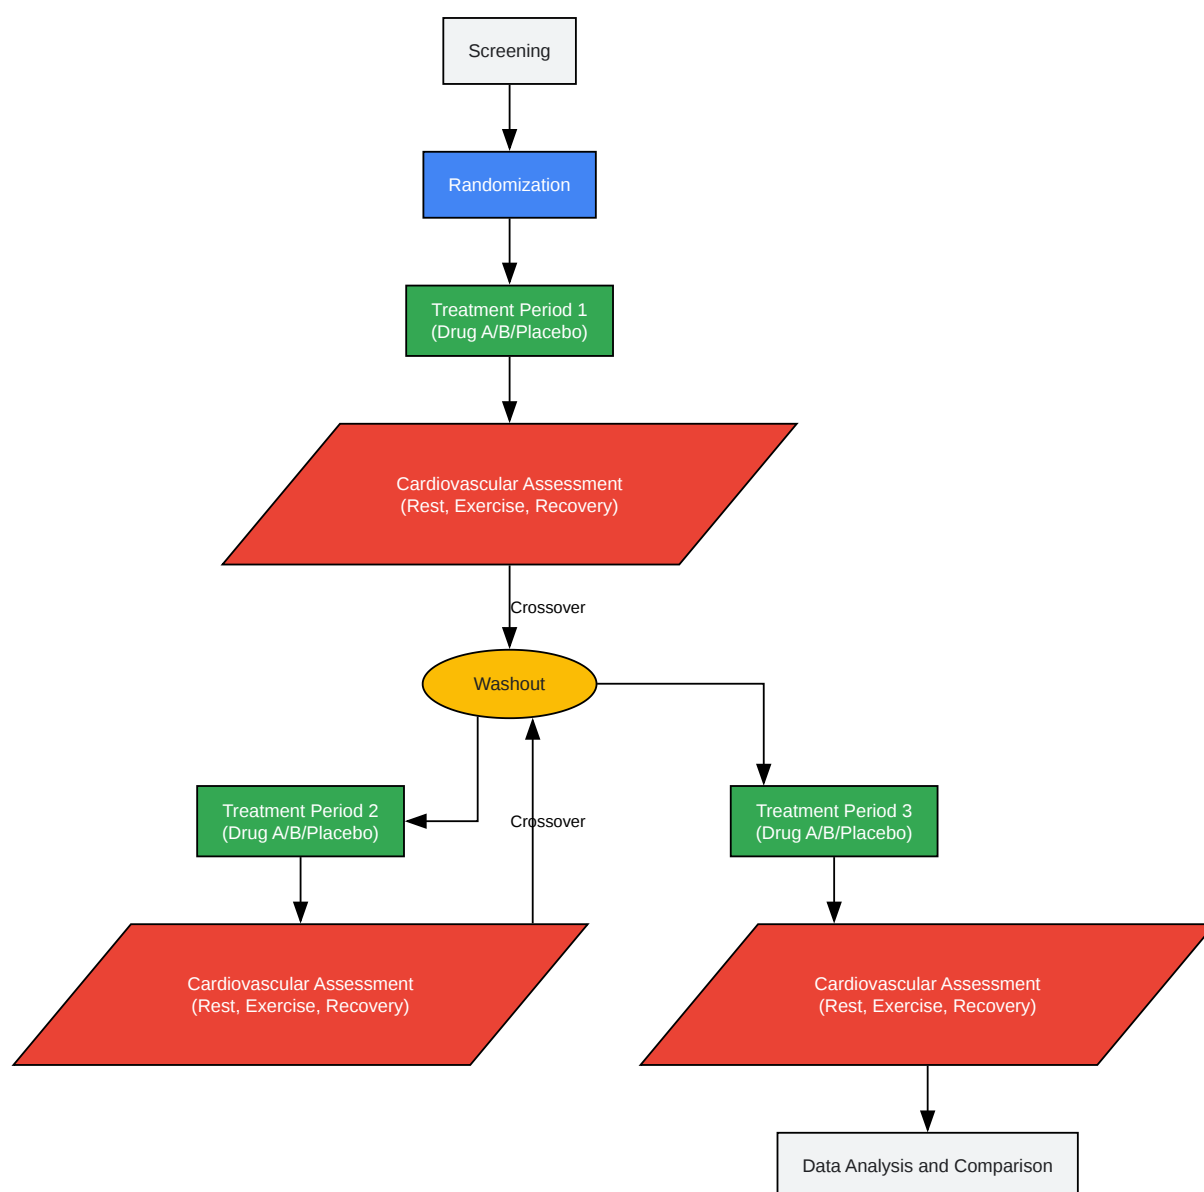 Screening
Randomization
Treatment Period 1
(Drug A/B/Placebo)
Cardiovascular Assessment
(Rest, Exercise, Recovery)
Crossover
Washout
Treatment Period 2
(Drug A/B/Placebo)
Crossover
Treatment Period 3
(Drug A/B/Placebo)
Cardiovascular Assessment
(Rest, Exercise, Recovery)
Cardiovascular Assessment
(Rest, Exercise, Recovery)
Data Analysis and Comparison